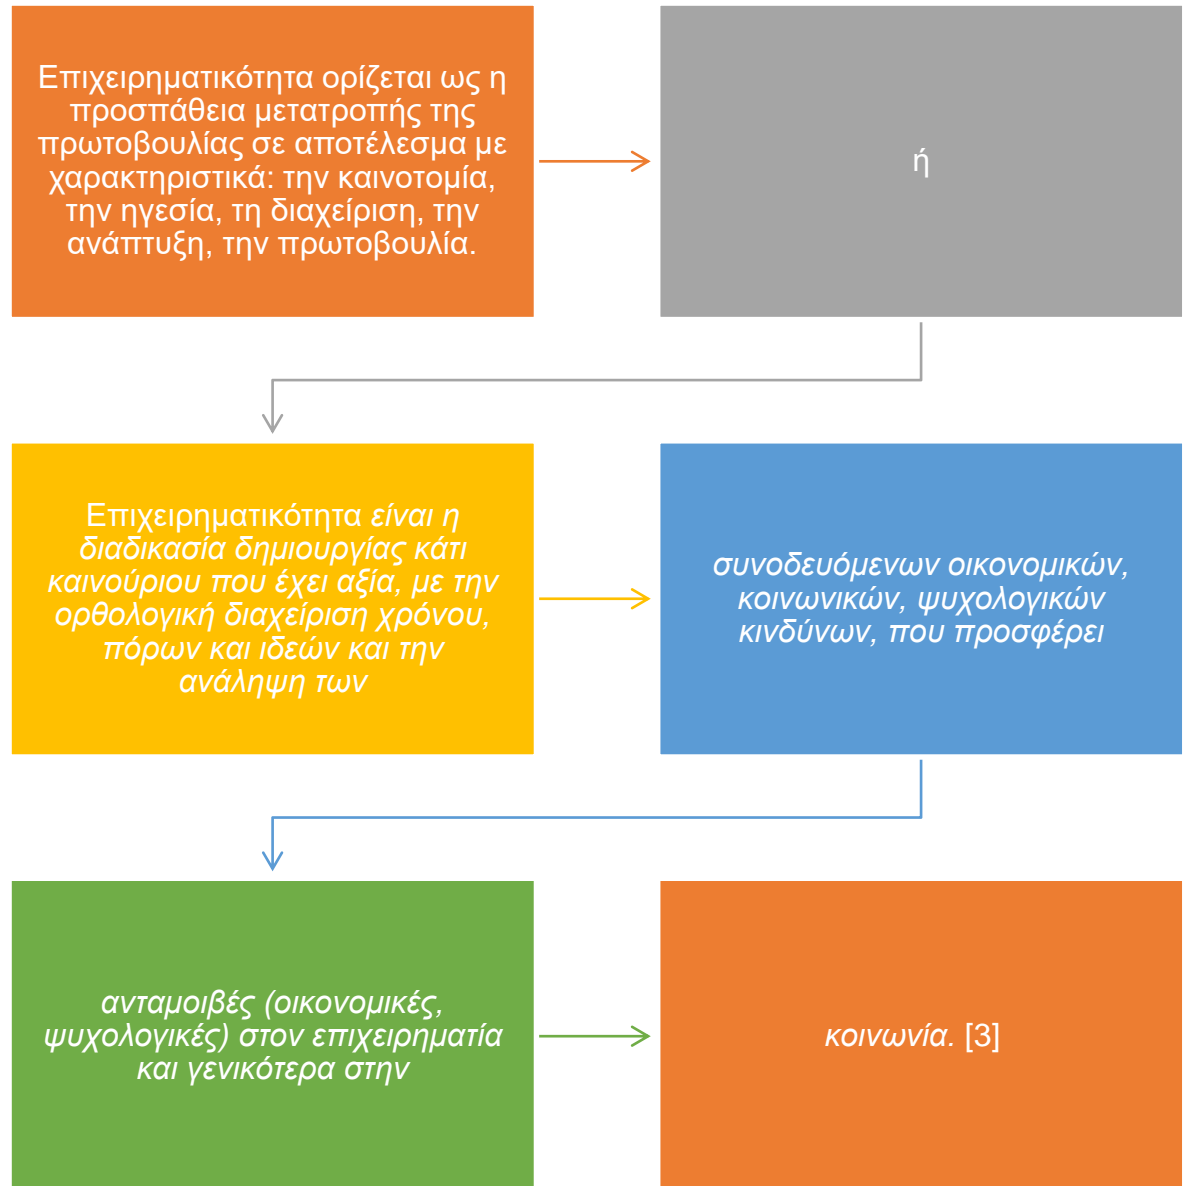 Επιχειρηματικότητα ορίζεται ως η
προσπάθεια μετατροπής της
πρωτοβουλίας σε αποτέλεσμα με
χαρακτηριστικά: την καινοτομία,
την ηγεσία, τη διαχείριση, την
ανάπτυξη, την πρωτοβουλία.
ή
Επιχειρηματικότητα είναι η
διαδικασία δημιουργίας κάτι
καινούριου που έχει αξία, με την
ορθολογική διαχείριση χρόνου,
πόρων και ιδεών και την
ανάληψη των
συνοδευόμενων οικονομικών,
κοινωνικών, ψυχολογικών
κινδύνων, που προσφέρει
ανταμοιβές (οικονομικές,
ψυχολογικές) στον επιχειρηματία
και γενικότερα στην
κοινωνία. [3]